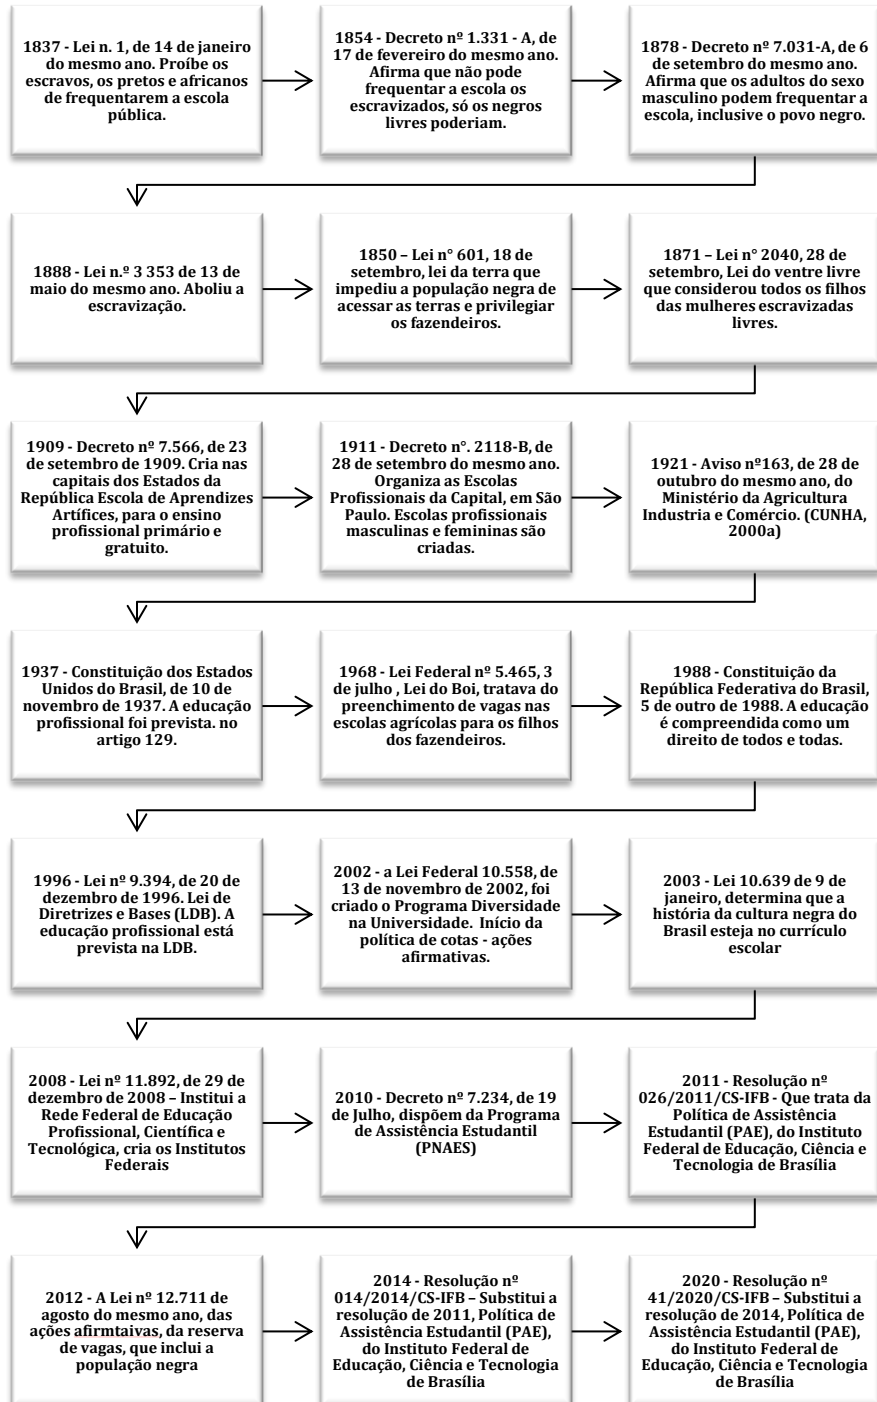 1837 - Lei n. 1, de 14 de janeiro
do mesmo ano. Proíbe os
escravos, os pretos e africanos
de frequentarem a escola
pública.
1854 - Decreto nº 1.331 - A, de
17 de fevereiro do mesmo ano.
Afirma que não pode
frequentar a escola os
escravizados, só os negros
livres poderiam.
1878 - Decreto nº 7.031-A, de 6
de setembro do mesmo ano.
Afirma que os adultos do sexo
masculino podem frequentar a
escola, inclusive o povo negro.
1888 - Lei n.º 3 353 de 13 de
maio do mesmo ano. Aboliu a
escravização.
1850 – Lei n° 601, 18 de
setembro, lei da terra que
impediu a população negra de
acessar as terras e privilegiar
os fazendeiros.
1871 – Lei n° 2040, 28 de
setembro, Lei do ventre livre
que considerou todos os filhos
das mulheres escravizadas
livres.
1909 - Decreto nº 7.566, de 23
de setembro de 1909. Cria nas
capitais dos Estados da
República Escola de Aprendizes
Artífices, para o ensino
profissional primário e
gratuito.
1911 - Decreto n°. 2118-B, de
28 de setembro do mesmo ano.
Organiza as Escolas
Profissionais da Capital, em
São Paulo. Escolas profissionais
masculinas e femininas são
criadas.
1921 - Aviso nº163, de 28 de
outubro do mesmo ano, do
Ministério da Agricultura
Industria e Comércio. (CUNHA,
2000a)
1937 - Constituição dos Estados
Unidos do Brasil, de 10 de
novembro de 1937. A educação
profissional foi prevista. no
artigo 129.
1968 - Lei Federal nº 5.465, 3
de julho , Lei do Boi, tratava do
preenchimento de vagas nas
escolas agrícolas para os filhos
dos fazendeiros.
1988 - Constituição da
República Federativa do Brasil,
5 de outro de 1988. A educação
é compreendida como um
direito de todos e todas.
1996 - Lei nº 9.394, de 20 de
dezembro de 1996. Lei de
Diretrizes e Bases (LDB). A
educação profissional está
prevista na LDB.
2002 - a Lei Federal 10.558, de
13 de novembro de 2002, foi
criado o Programa Diversidade
na Universidade. Início da
política de cotas - ações
afirmativas.
2003 - Lei 10.639 de 9 de
janeiro, determina que a
história da cultura negra do
Brasil esteja no currículo
escolar
2008 - Lei nº 11.892, de 29 de
dezembro de 2008 – Institui a
Rede Federal de Educação
Profissional, Científica e
Tecnológica, cria os Institutos
Federais
2010 - Decreto nº 7.234, de 19
de Julho, dispõem da Programa
de Assistência Estudantil
(PNAES)
2011 - Resolução nº
026/2011/CS-IFB - Que trata da
Política de Assistência
Estudantil (PAE), do Instituto
Federal de Educação, Ciência e
Tecnologia de Brasília
2012 - A Lei nº 12.711 de
agosto do mesmo ano, das
ações afirmtaivas, da reserva
de vagas, que inclui a
população negra
2014 - Resolução nº
014/2014/CS-IFB – Substitui a
resolução de 2011, Política de
Assistência Estudantil (PAE),
do Instituto Federal de
Educação, Ciência e Tecnologia
de Brasília
2020 - Resolução nº
41/2020/CS-IFB – Substitui a
resolução de 2014, Política de
Assistência Estudantil (PAE),
do Instituto Federal de
Educação, Ciência e Tecnologia
de Brasília